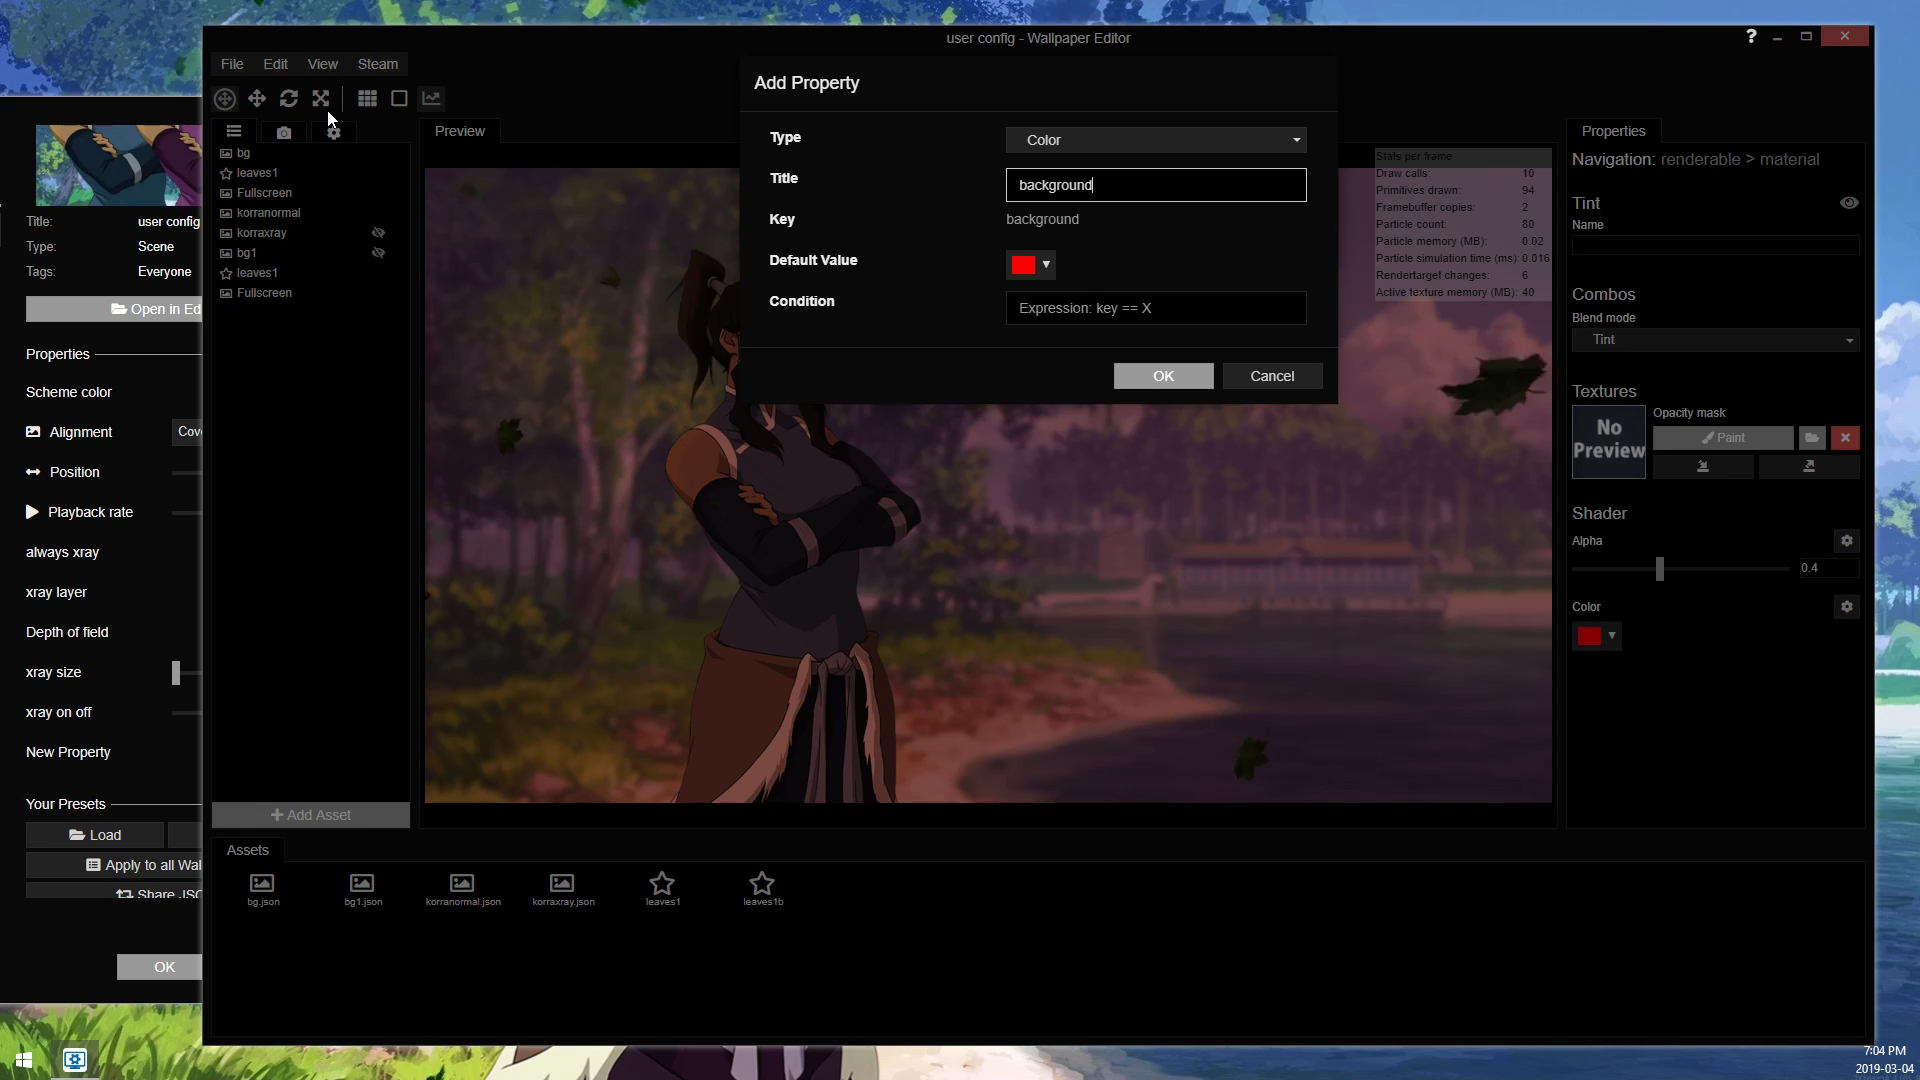 user config - Wallpaper Editor
?
File Edit View Steam
Add Property
Preview
Type Color
Title background
Key background
Default Value
Condition Expression: key == X
OK Cancel
bg
leaves1
Fullscreen
korranormal
korraxray
bg1
leaves1
Fullscreen
Add Asset
Stats per frame
Draw calls: 10
Primitives drawn: 94
Framebuffer copies: 2
Particle count: 80
Particle memory (MB): 0.02
Particle simulation time (ms): 0.016
Rendertarget changes: 6
Active texture memory (MB): 40
Properties
Navigation: renderable > material
Tint
Name
Combos
Blend mode
Tint
Textures
No Preview
Opacity mask
Paint
Shader
Alpha
0.4
Color
Title: user config
Type: Scene
Tags: Everyone
Open in Ed
Properties
Scheme color
Alignment Cov
Position
Playback rate
always xray
xray layer
Depth of field
xray size
xray on off
New Property
Your Presets
Load
Apply to all Wal
Share JSO
OK
Assets
bg.json bg1.json korranormal.json korraxray.json leaves1 leaves1b
7:04 PM
2019-03-04